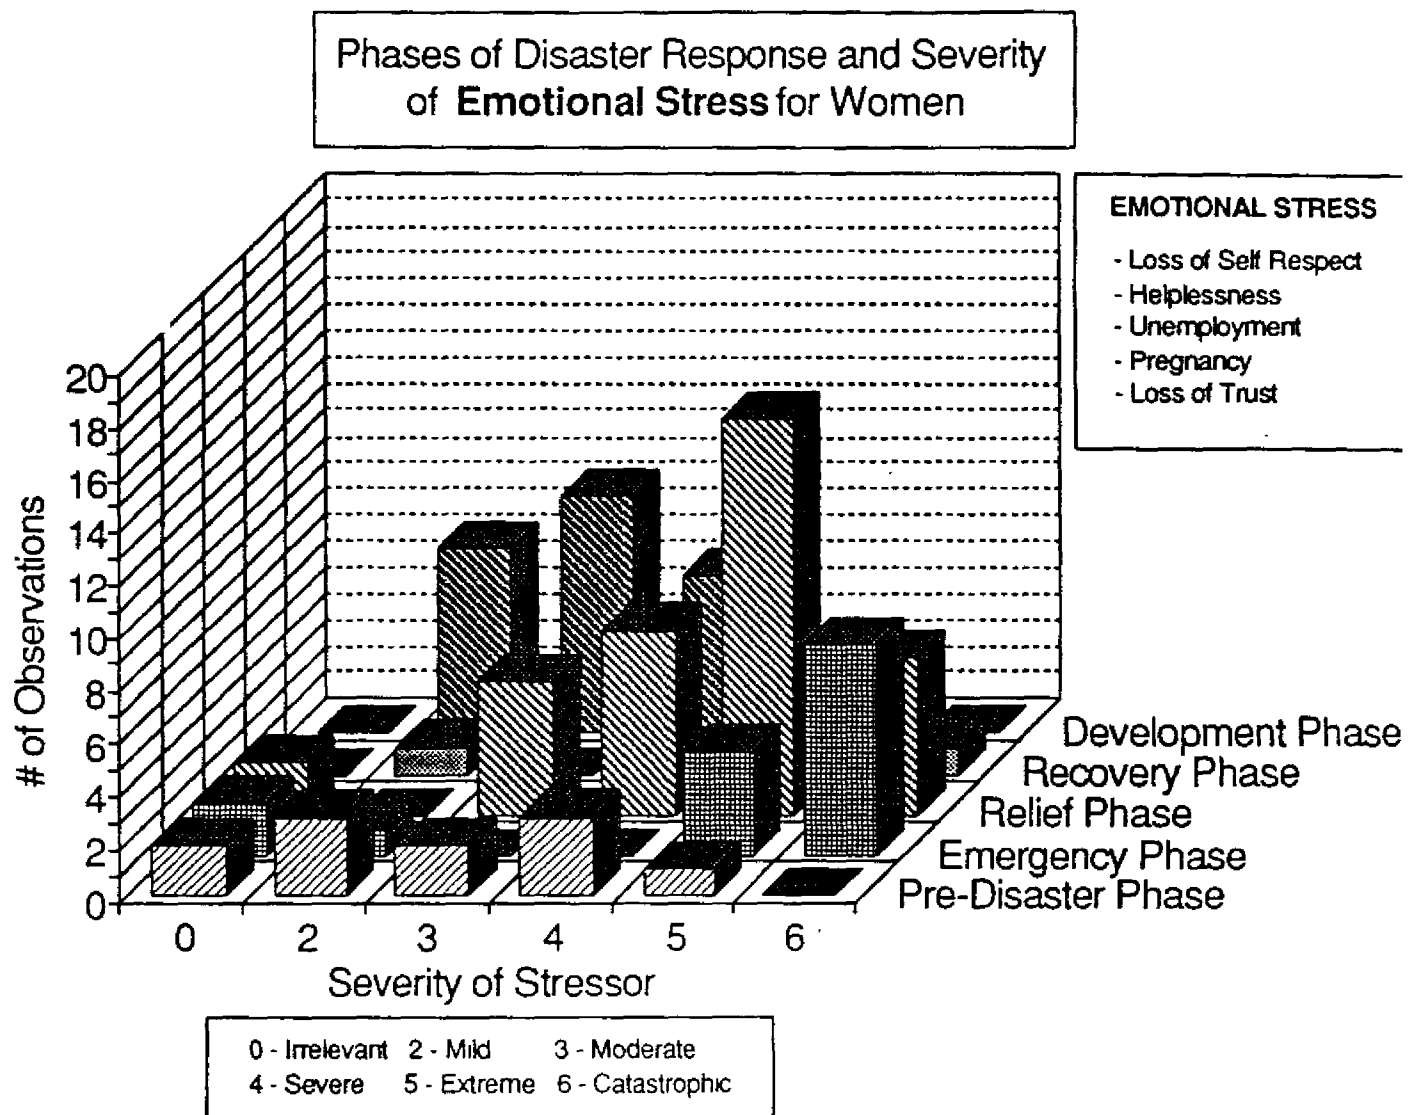 Phases of Disaster Response and Severity
of Emotional Stress for Women
EMOTIONAL STRESS
- Loss of Self Respect
- Helplessness
- Unemployment
- Pregnancy
- Loss of Trust
# of Observations
20
18
16
14
12
10
8
6
4
2
0
Development Phase
Recovery Phase
Relief Phase
Emergency Phase
Pre-Disaster Phase
0 2 3 4 5 6
Severity of Stressor
0 - Irrelevant 2 - Mild 3 - Moderate
4 - Severe 5 - Extreme 6 - Catastrophic